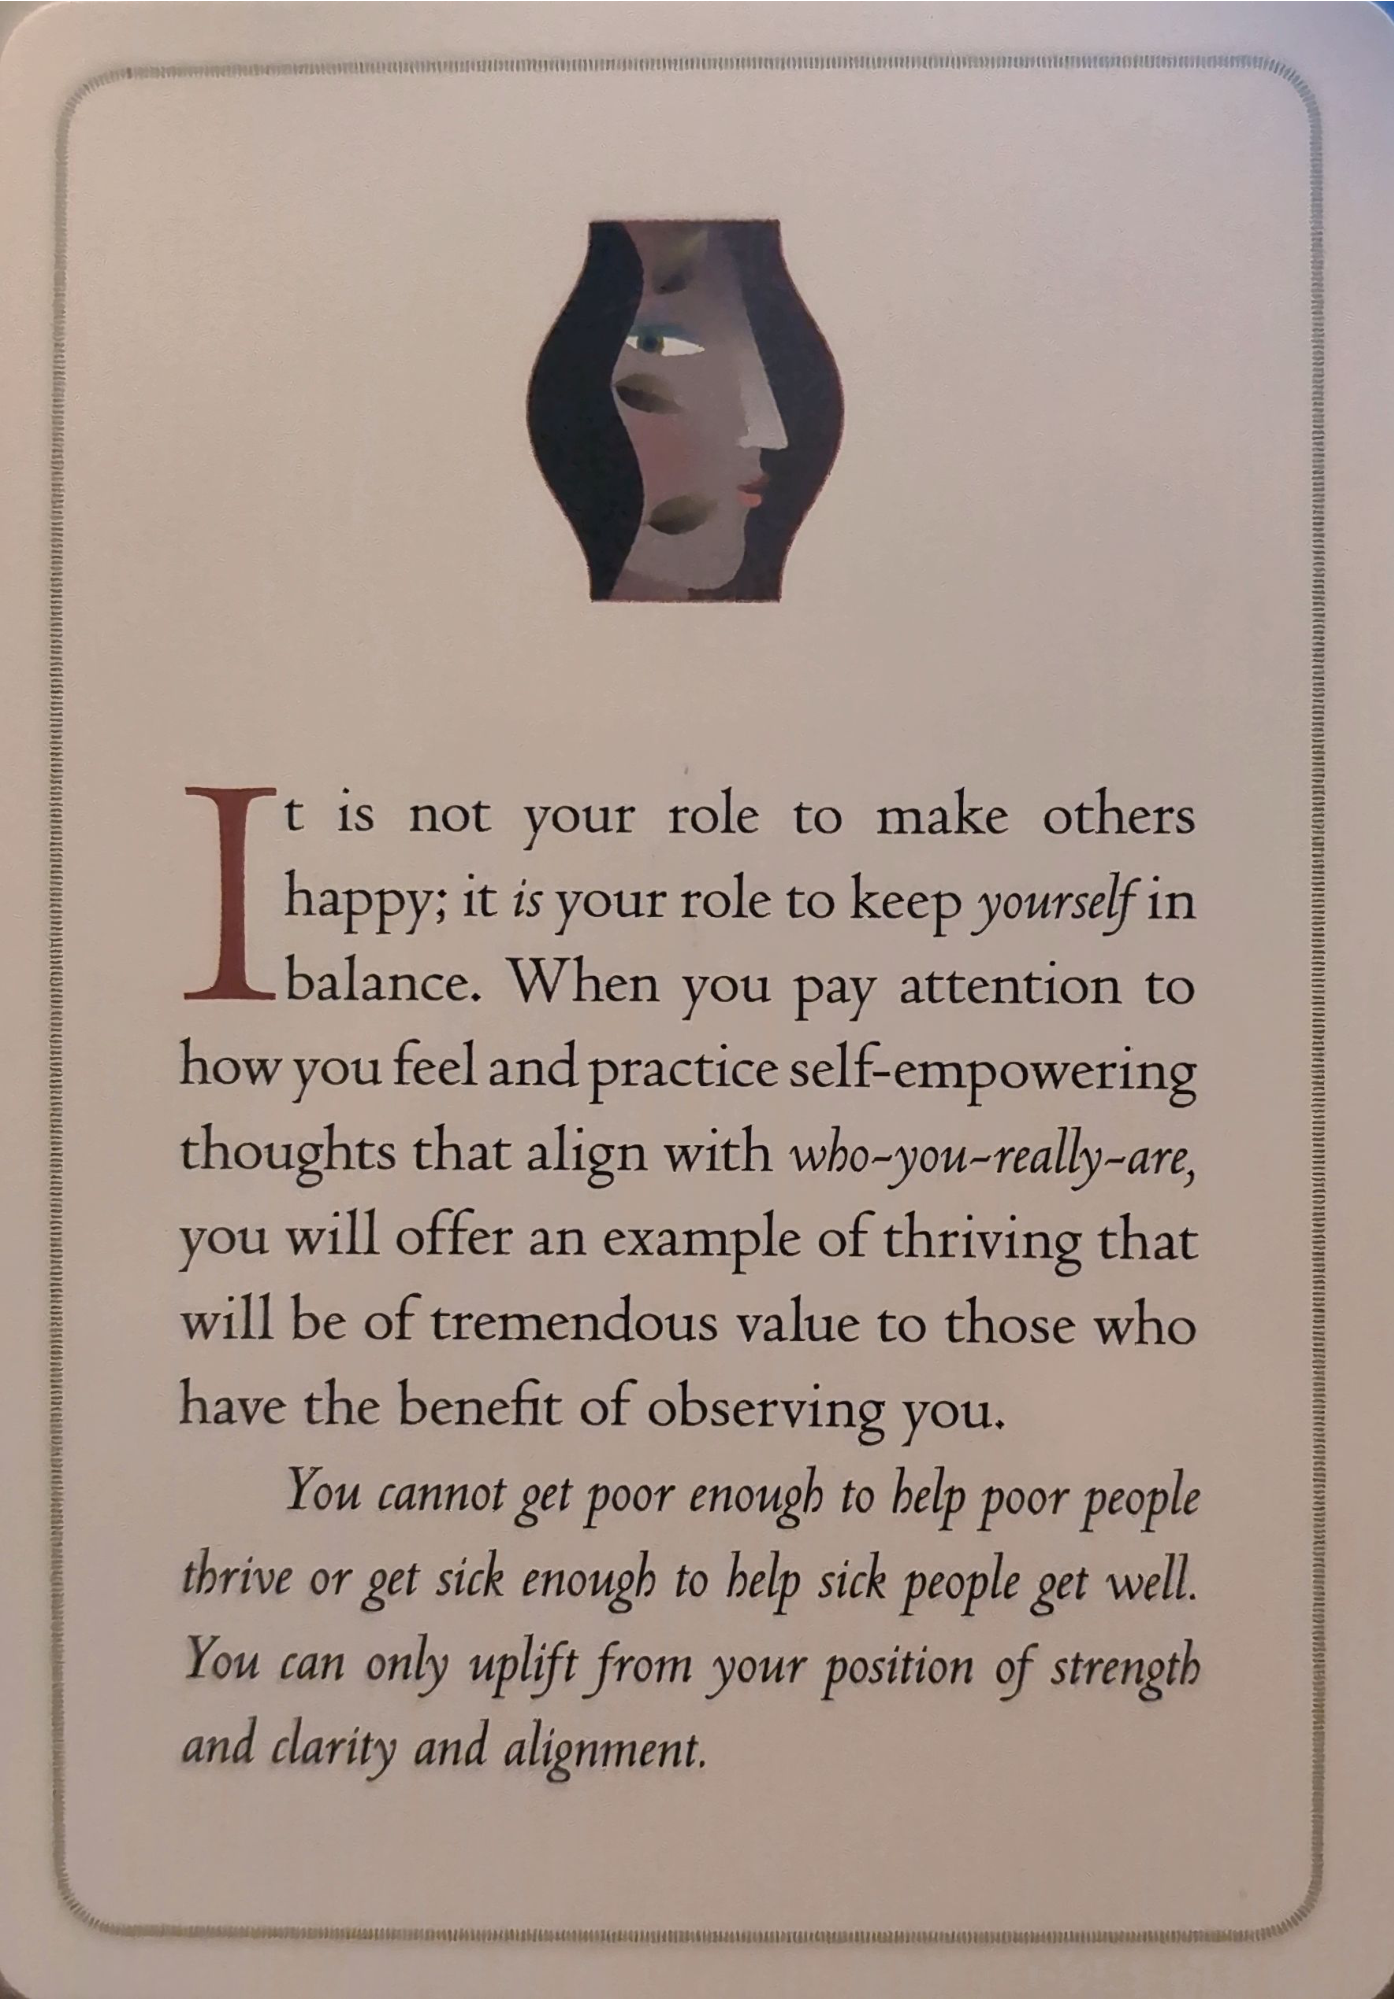 It is not your role to make others
happy; it is your role to keep yourself in
balance. When you pay attention to
how you feel and practice self-empowering
thoughts that align with who-you-really-are,
you will offer an example of thriving that
will be of tremendous value to those who
have the benefit of observing you.
You cannot get poor enough to help poor people
thrive or get sick enough to help sick people get well.
You can only uplift from your position of strength
and clarity and alignment.